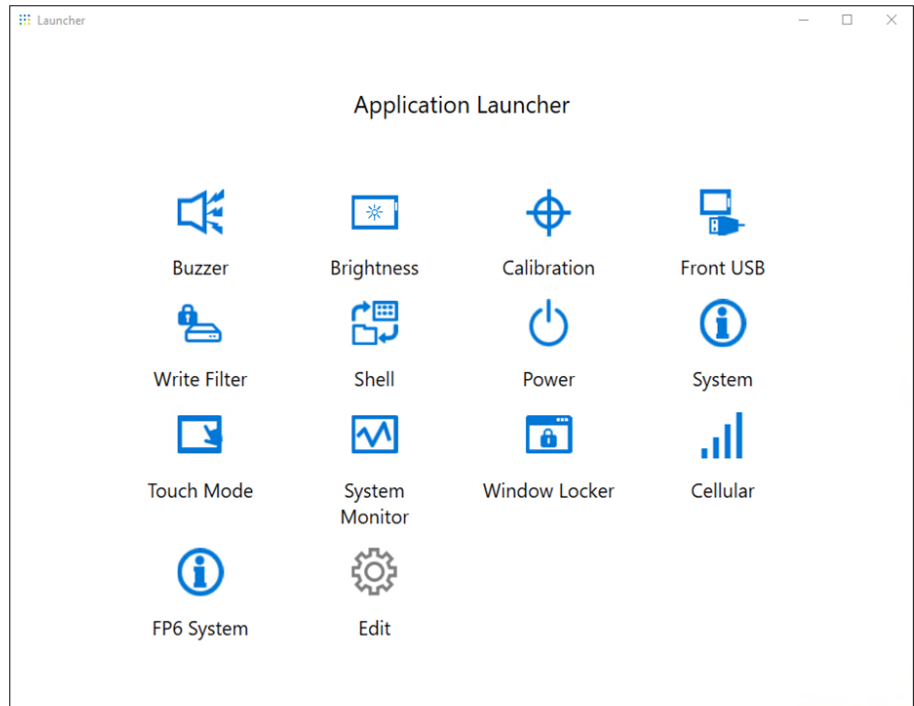 Launcher
Application Launcher
Buzzer
Brightness
Calibration
Front USB
Write Filter
Shell
Power
System
Touch Mode
System
Monitor
Window Locker
Cellular
FP6 System
Edit